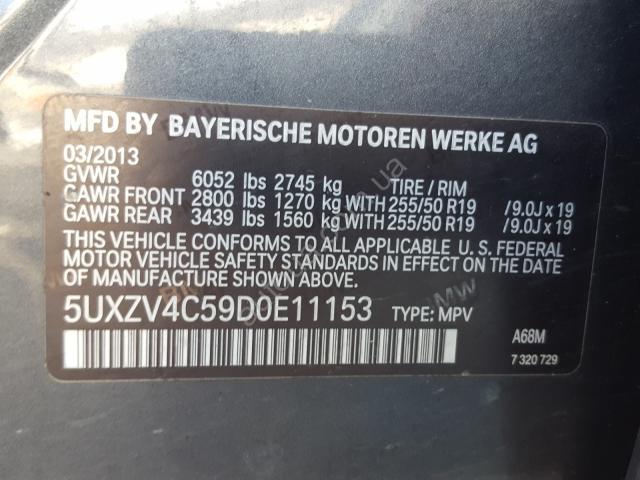 MFD BY BAYERISCHE MOTOREN WERKE AG
03/2013
GVWR 6052 lbs 2745 kg TIRE / RIM
GAWR FRONT 2800 lbs 1270 kg WITH 255/50 R19 /9.0J x 19
GAWR REAR 3439 lbs 1560 kg WITH 255/50 R19 /9.0J x 19
THIS VEHICLE CONFORMS TO ALL APPLICABLE U. S. FEDERAL
MOTOR VEHICLE SAFETY STANDARDS IN EFFECT ON THE DATE
OF MANUFACTURE SHOWN ABOVE.
5UXZV4C59D0E11153 TYPE: MPV
A68M
7 320 729